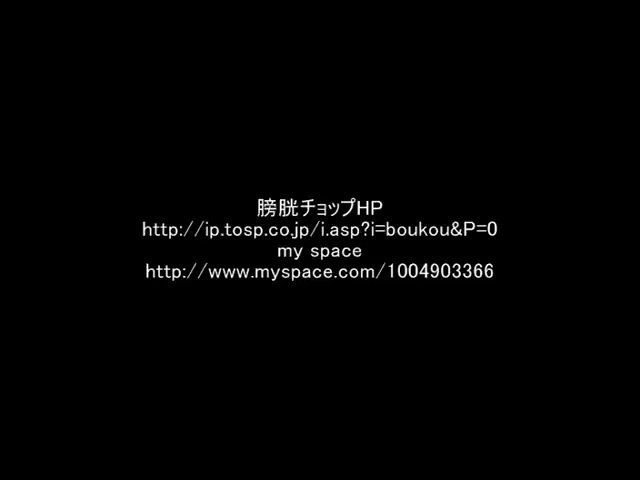 膀胱チョップHP
http://ip.tosp.co.jp/i.asp?i=boukou&P=0
my space
http://www.myspace.com/1004903366